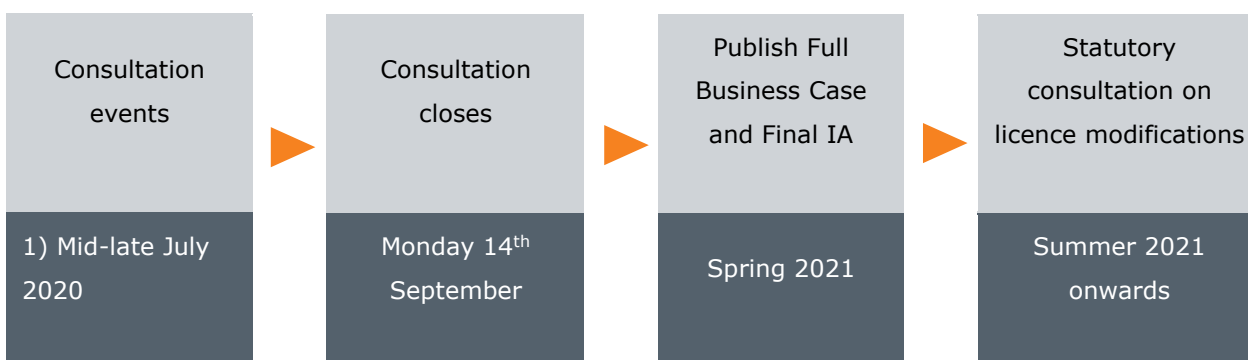 Consultation
events
1) Mid-late July
2020
Consultation
closes
Monday 14th
September
Publish Full
Business Case
and Final IA
Spring 2021
Statutory
consultation on
licence modifications
Summer 2021
onwards